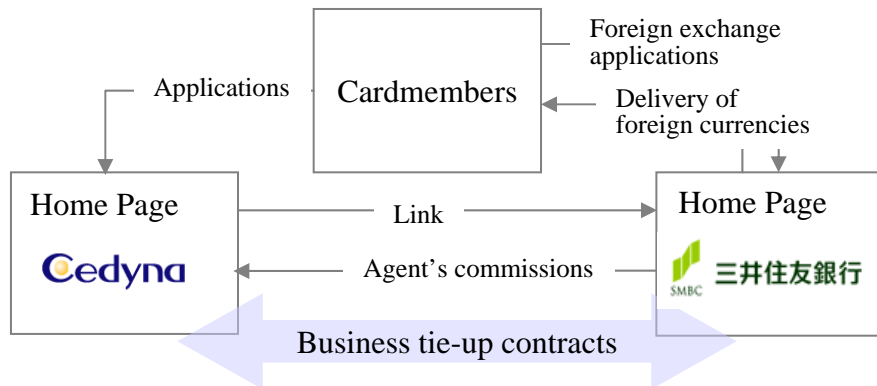 Foreign exchange
applications
Applications
Cardmembers
Delivery of
foreign currencies
Home Page
Cedyna
Link
Home Page
SMBC
三井住友銀行
Agent's commissions
Business tie-up contracts